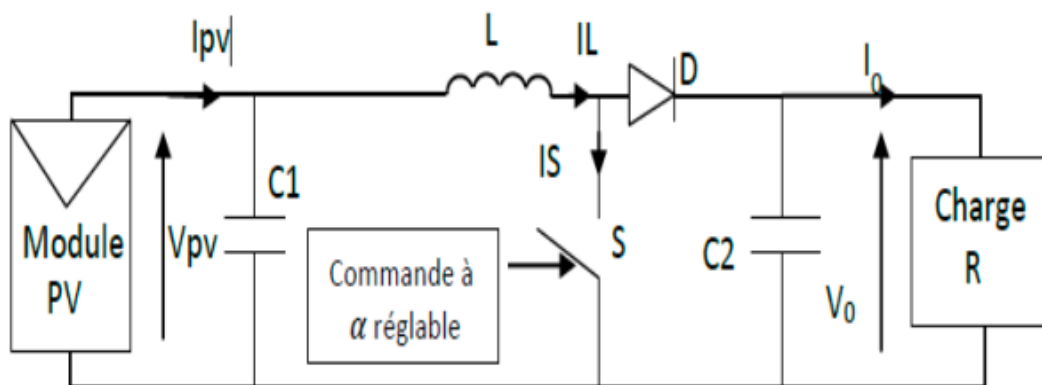 Ipv
L
IL
D
I₀
IS
C1
Module
PV
Vpv
Commande à
α réglable
S
C2
V₀
Charge
R